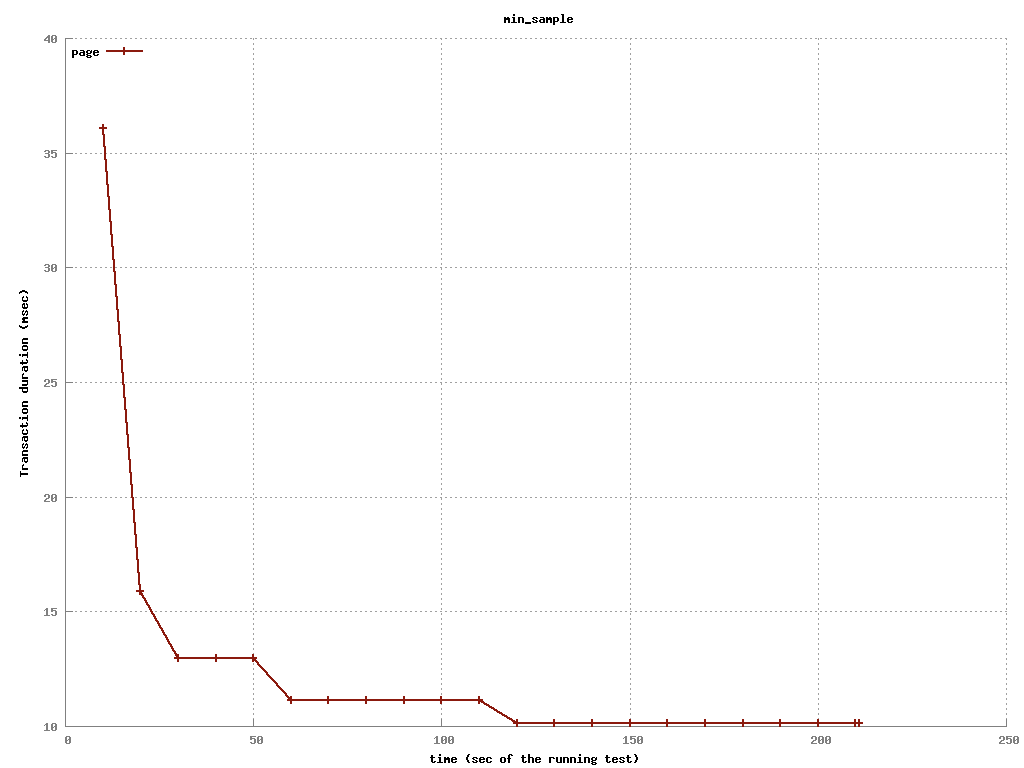 min_sample
page
40
35
30
25
20
15
10
Transaction duration (msec)
0 50 100 150 200 250
time (sec of the running test)